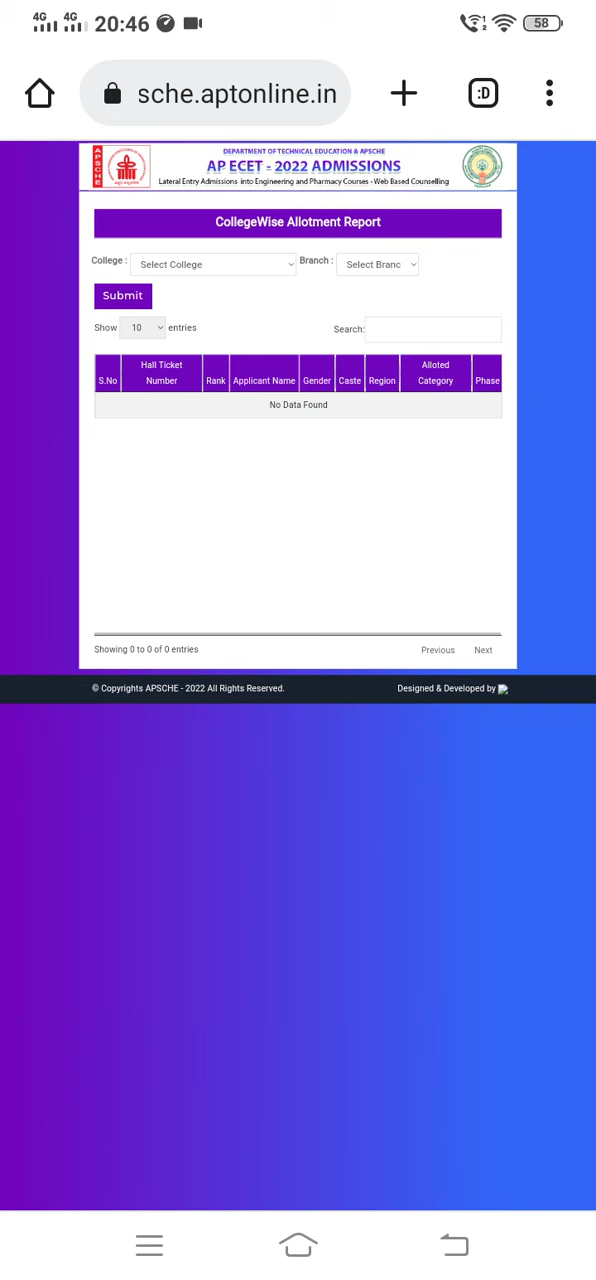 4G 4G 20:46 58
sche.aptonline.in :D
APSCHE
DEPARTMENT OF TECHNICAL EDUCATION & APSCHE
AP ECET - 2022 ADMISSIONS
Lateral Entry Admissions into Engineering and Pharmacy Courses - Web Based Counselling
CollegeWise Allotment Report
College : Select College Branch : Select Branc
Submit
Show 10 entries Search:
S.No Hall Ticket Number Rank Applicant Name Gender Caste Region Alloted Category Phase
No Data Found
Showing 0 to 0 of 0 entries Previous Next
© Copyrights APSCHE - 2022 All Rights Reserved. Designed & Developed by